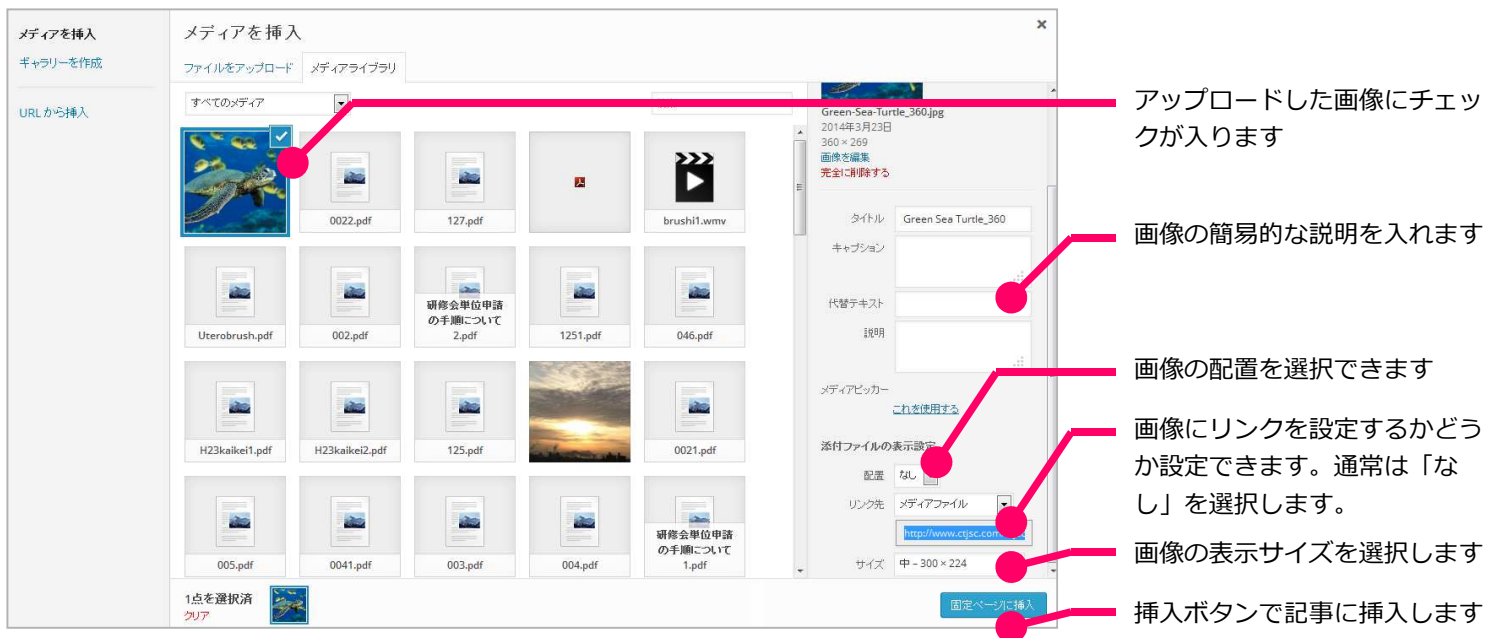 メディアを挿入
ギャラリーを作成
URL から挿入
メディアを挿入
×
ファイルをアップロード
メディアライブラリ
すべてのメディア
0022.pdf
127.pdf
brushi1.wmv
Uterobrush.pdf
002.pdf
研修会単位申請
の手順について
2.pdf
1251.pdf
046.pdf
H23kaikei1.pdf
H23kaikei2.pdf
125.pdf
0021.pdf
005.pdf
0041.pdf
003.pdf
004.pdf
研修会単位申請
の手順について
1.pdf
1点を選択済
クリア
Green-Sea-Turtle_360.jpg
2014年3月23日
360 × 269
画像を編集
完全に削除する
タイトル
Green Sea Turtle_360
キャプション
代替テキスト
説明
メディアピッカー
これを使用する
添付ファイルの表示設定
配置
なし
リンク先
メディアファイル
http://www.ctjsc.com
サイズ
中 – 300 × 224
固定ページに挿入
アップロードした画像にチェッ
クが入ります
画像の簡易的な説明を入れます
画像の配置を選択できます
画像にリンクを設定するかどう
か設定できます。通常は「な
し」を選択します。
画像の表示サイズを選択します
挿入ボタンで記事に挿入します